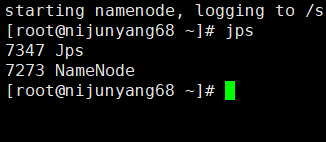 starting namenode, logging to /s
[root@nijunyang68 ~]# jps
7347 Jps
7273 NameNode
[root@nijunyang68 ~]#